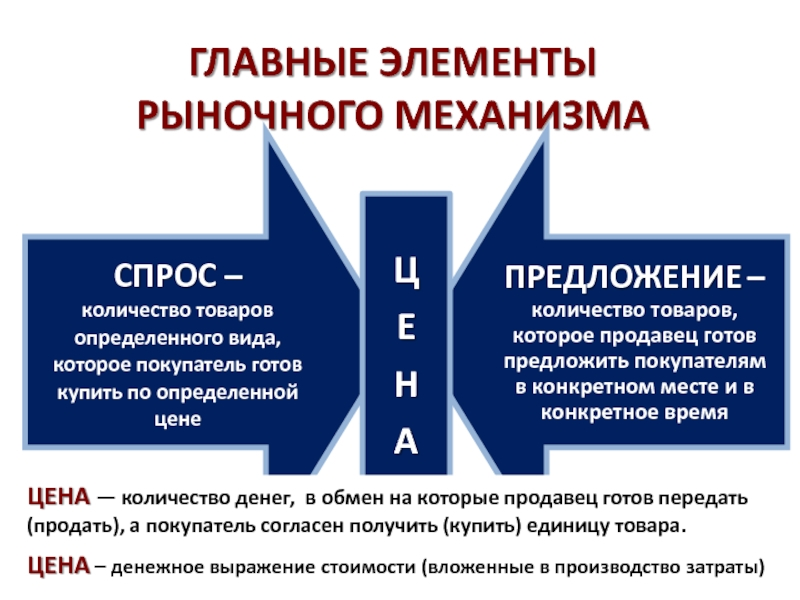 ГЛАВНЫЕ ЭЛЕМЕНТЫ
РЫНОЧНОГО МЕХАНИЗМА
СПРОС –
количество товаров
определенного вида,
которое покупатель готов
купить по определенной
цене
Ц
Е
Н
А
ПРЕДЛОЖЕНИЕ –
количество товаров,
которое продавец готов
предложить покупателям
в конкретном месте и в
конкретное время
ЦЕНА — количество денег, в обмен на которые продавец готов передать
(продать), а покупатель согласен получить (купить) единицу товара.
ЦЕНА – денежное выражение стоимости (вложенные в производство затраты)